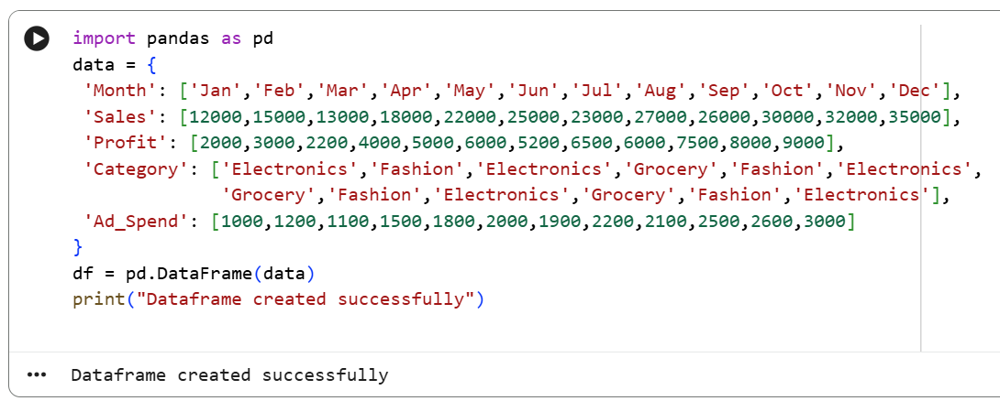 import pandas as pd
data = {
 'Month': ['Jan','Feb','Mar','Apr','May','Jun','Jul','Aug','Sep','Oct','Nov','Dec'],
 'Sales': [12000,15000,13000,18000,22000,25000,23000,27000,26000,30000,32000,35000],
 'Profit': [2000,3000,2200,4000,5000,6000,5200,6500,6000,7500,8000,9000],
 'Category': ['Electronics','Fashion','Electronics','Grocery','Fashion','Electronics',
              'Grocery','Fashion','Electronics','Grocery','Fashion','Electronics'],
 'Ad_Spend': [1000,1200,1100,1500,1800,2000,1900,2200,2100,2500,2600,3000]
}
df = pd.DataFrame(data)
print("Dataframe created successfully")
Dataframe created successfully